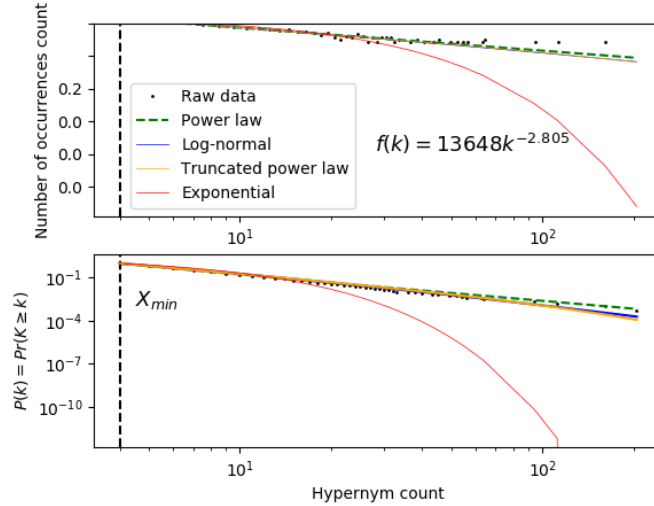 Number of occurrences count
0.2
0.0
0.0
0.0
Raw data
Power law
Log-normal
Truncated power law
Exponential
f(k) = 13648k^{-2.805}
10^1
10^2
P(k) = Pr(K ≥ k)
10^{-1}
10^{-4}
10^{-7}
10^{-10}
X_{min}
10^1
10^2
Hypernym count